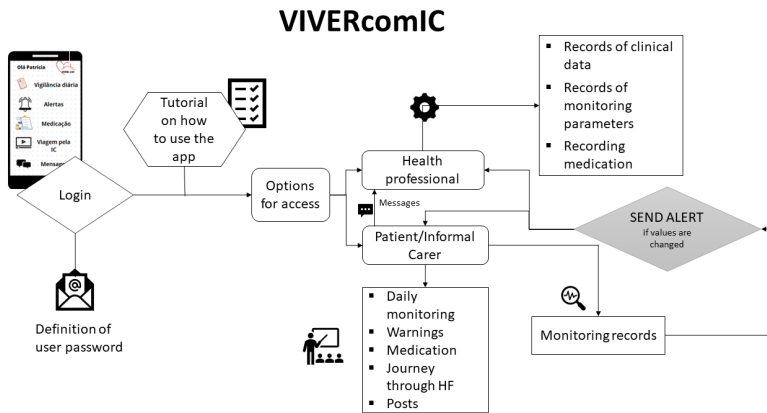 VIVERcomIC
Olá Patrícia
Vigilância diária
Alertas
Medicação
Viagem pela
IC
Login
Tutorial
on how
to use the
app
Options
for access
Health
professional
Messages
Patient/Informal
Carer
▪ Records of clinical
data
▪ Records of
monitoring
parameters
▪ Recording
medication
SEND ALERT
if values are
changed
@
Definition of
user password
▪ Daily
monitoring
▪ Warnings
▪ Medication
▪ Journey
through HF
▪ Posts
Monitoring records